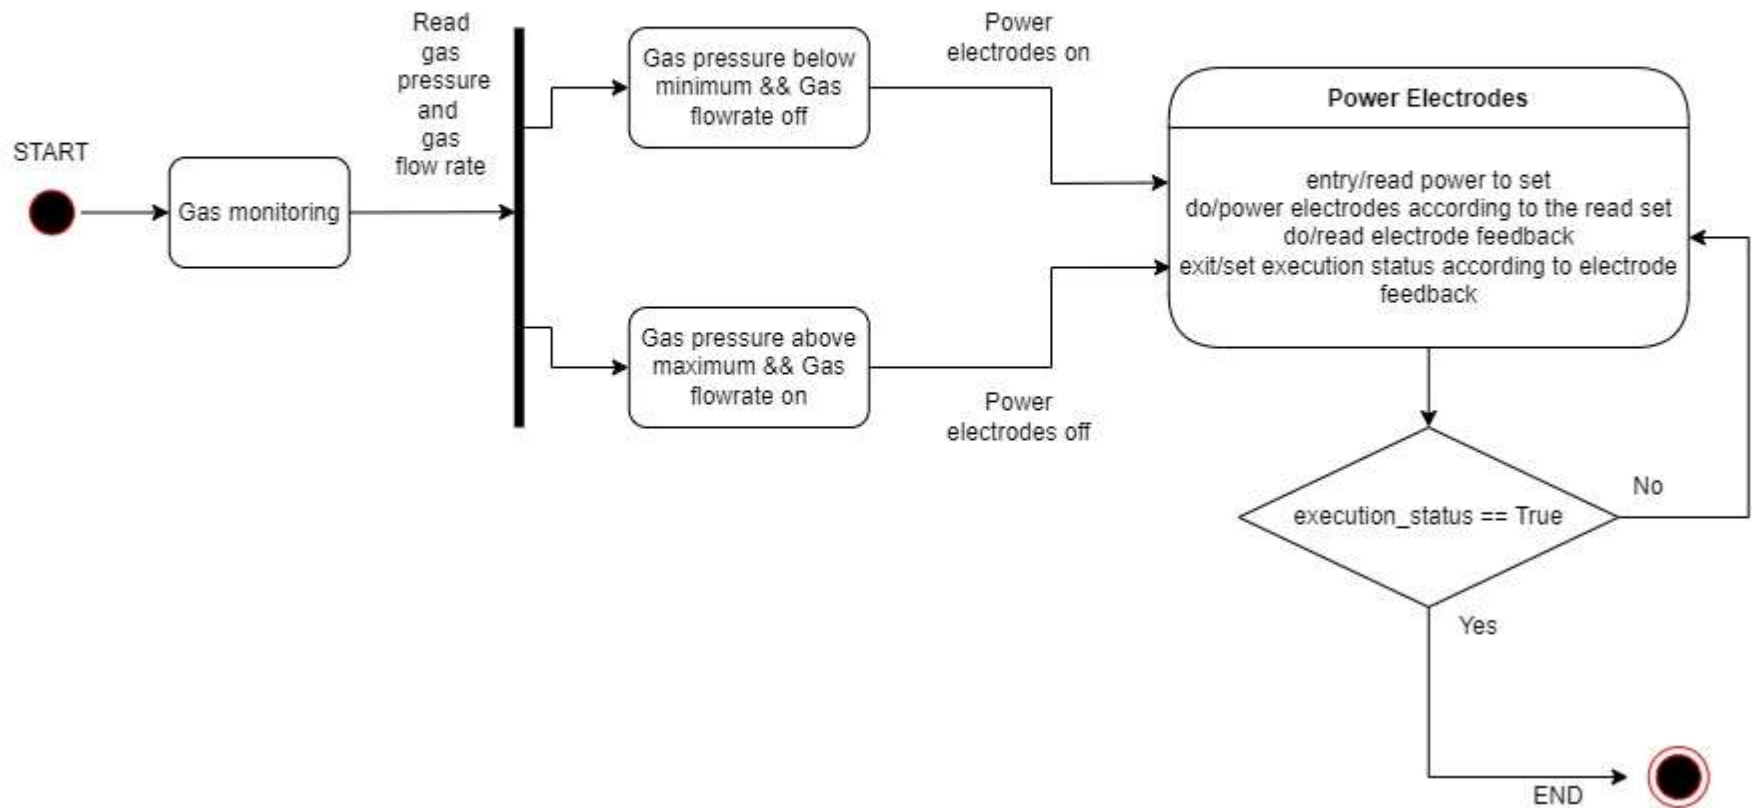 START
Gas monitoring
Read
gas
pressure
and
gas
flow rate
Gas pressure below
minimum && Gas
flowrate off
Power
electrodes on
Gas pressure above
maximum && Gas
flowrate on
Power
electrodes off
Power Electrodes
entry/read power to set
do/power electrodes according to the read set
do/read electrode feedback
exit/set execution status according to electrode
feedback
execution_status == True
No
Yes
END